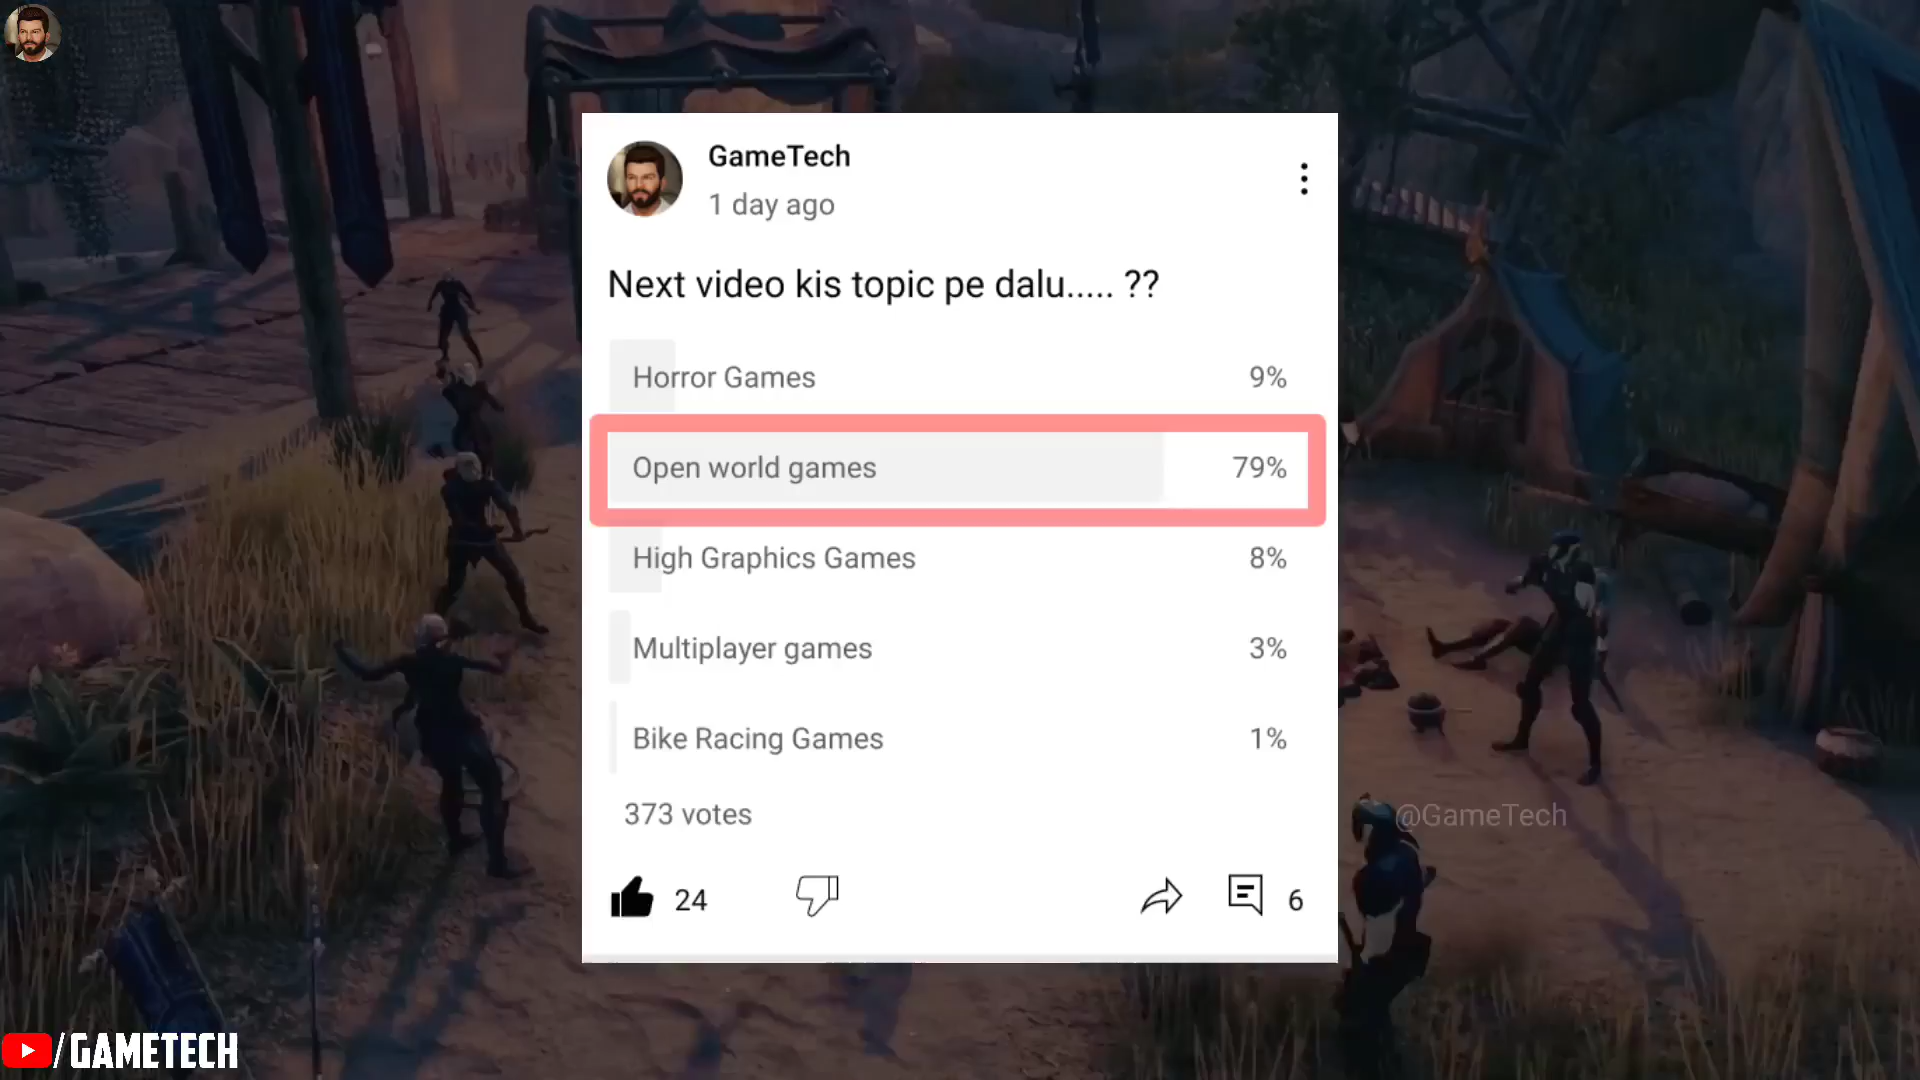 GameTech
1 day ago
Next video kis topic pe dalu..... ??
Horror Games 9%
Open world games 79%
High Graphics Games 8%
Multiplayer games 3%
Bike Racing Games 1%
373 votes
24 6
@GameTech
/GAMETECH